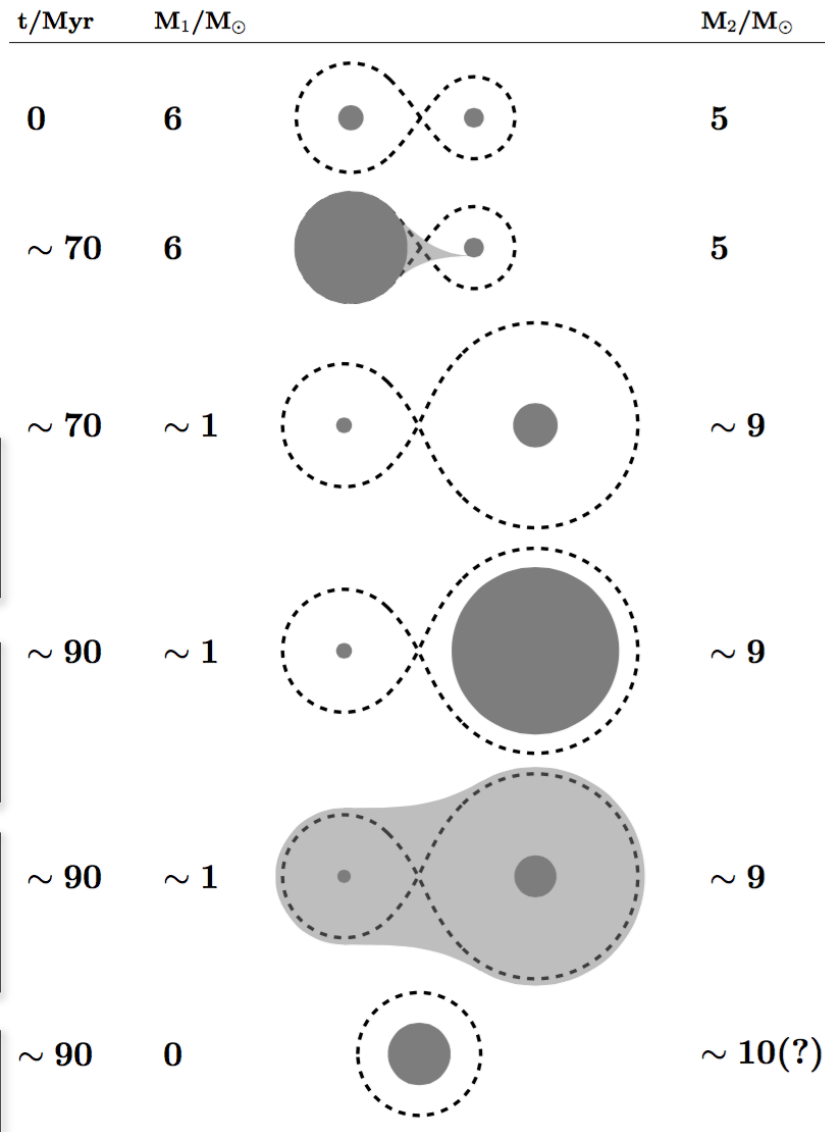 t/Myr M₁/M☉ M₂/M☉
0 6 5
∼ 70 6 5
∼ 70 ∼ 1 ∼ 9
∼ 90 ∼ 1 ∼ 9
∼ 90 ∼ 1 ∼ 9
∼ 90 0 ∼ 10(?)